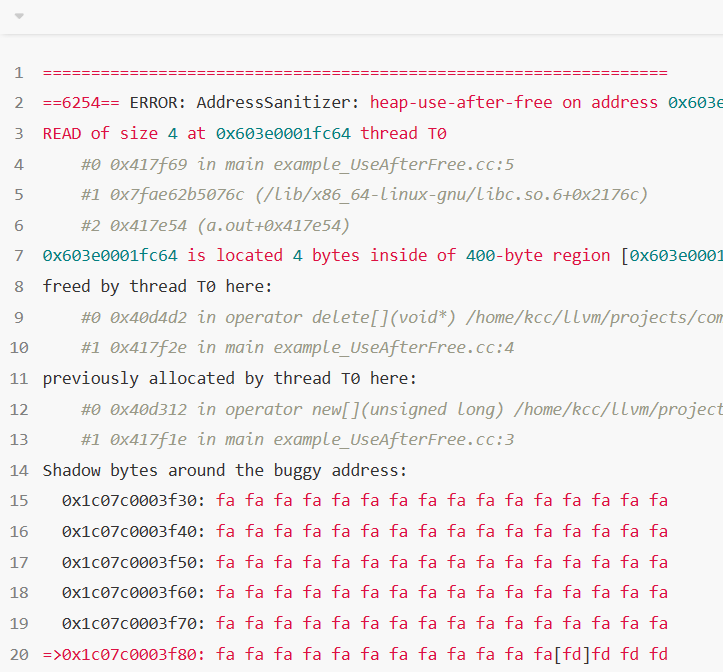 1 =================================================================
2 ==6254== ERROR: AddressSanitizer: heap-use-after-free on address 0x603e
3 READ of size 4 at 0x603e0001fc64 thread T0
4 #0 0x417f69 in main example_UseAfterFree.cc:5
5 #1 0x7fae62b5076c (/lib/x86_64-linux-gnu/libc.so.6+0x2176c)
6 #2 0x417e54 (a.out+0x417e54)
7 0x603e0001fc64 is located 4 bytes inside of 400-byte region [0x603e0001
8 freed by thread T0 here:
9 #0 0x40d4d2 in operator delete[](void*) /home/kcc/llvm/projects/com
10 #1 0x417f2e in main example_UseAfterFree.cc:4
11 previously allocated by thread T0 here:
12 #0 0x40d312 in operator new[](unsigned long) /home/kcc/llvm/project
13 #1 0x417f1e in main example_UseAfterFree.cc:3
14 Shadow bytes around the buggy address:
15 0x1c07c0003f30: fa fa fa fa fa fa fa fa fa fa fa fa fa fa fa fa
16 0x1c07c0003f40: fa fa fa fa fa fa fa fa fa fa fa fa fa fa fa fa
17 0x1c07c0003f50: fa fa fa fa fa fa fa fa fa fa fa fa fa fa fa fa
18 0x1c07c0003f60: fa fa fa fa fa fa fa fa fa fa fa fa fa fa fa fa
19 0x1c07c0003f70: fa fa fa fa fa fa fa fa fa fa fa fa fa fa fa fa
20 =>0x1c07c0003f80: fa fa fa fa fa fa fa fa fa fa fa fa[fd]fd fd fd